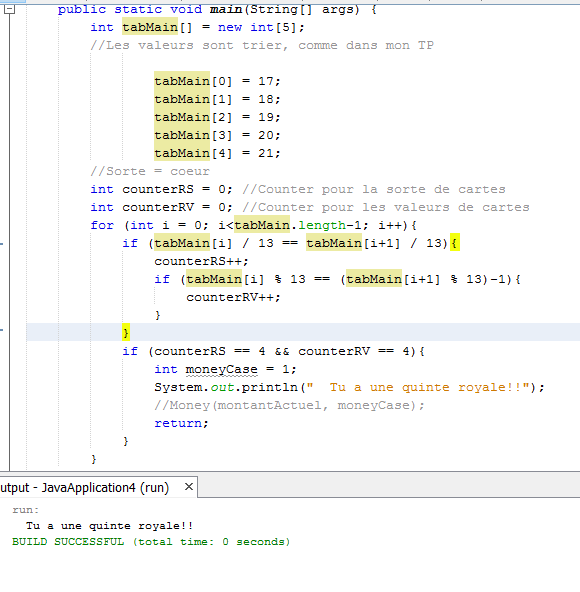 public static void main(String[] args) {
int tabMain[] = new int[5];
//Les valeurs sont trier, comme dans mon TP
tabMain[0] = 17;
tabMain[1] = 18;
tabMain[2] = 19;
tabMain[3] = 20;
tabMain[4] = 21;
//Sorte = coeur
int counterRS = 0; //Counter pour la sorte de cartes
int counterRV = 0; //Counter pour les valeurs de cartes
for (int i = 0; i<tabMain.length-1; i++){
if (tabMain[i] / 13 == tabMain[i+1] / 13){
counterRS++;
if (tabMain[i] % 13 == (tabMain[i+1] % 13)-1){
counterRV++;
}
}
if (counterRS == 4 && counterRV == 4){
int moneyCase = 1;
System.out.println("  Tu a une quinte royale!!");
//Money(montantActuel, moneyCase);
return;
}
}
utput - JavaApplication4 (run) ×
run:
Tu a une quinte royale!!
BUILD SUCCESSFUL (total time: 0 seconds)